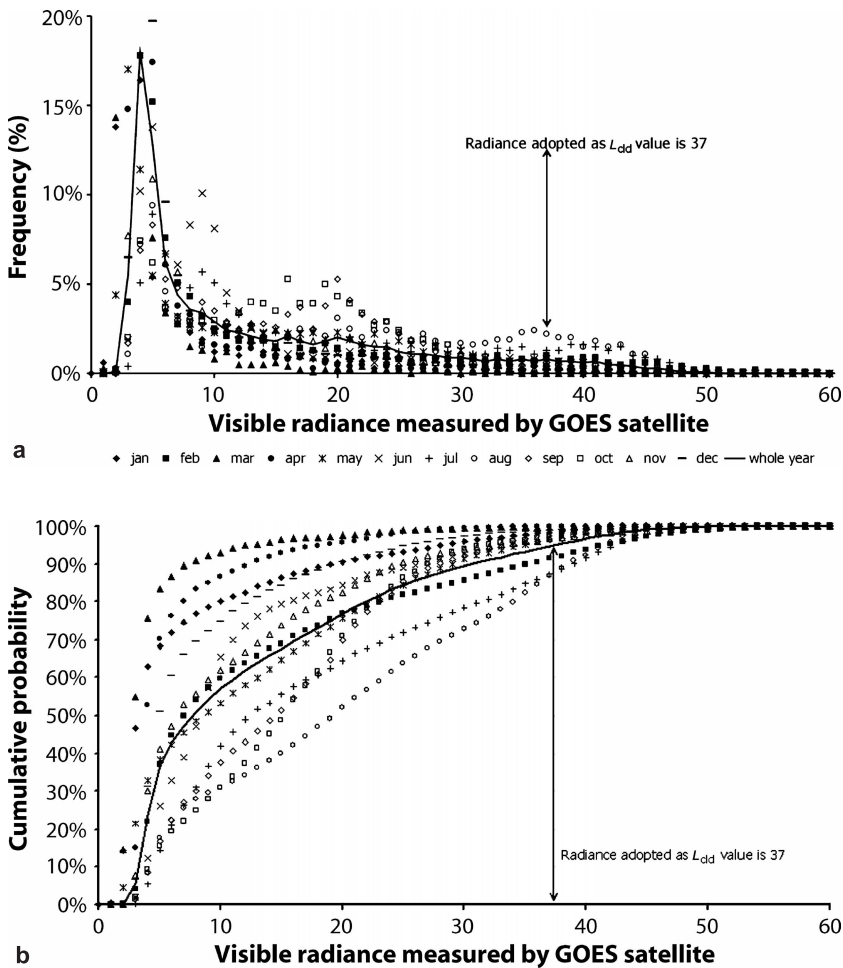 20%
15%
10%
5%
0%
Frequency (%)
Radiance adopted as Lcld value is 37
0 10 20 30 40 50 60
Visible radiance measured by GOES satellite
a
jan feb mar apr may jun jul aug sep oct nov dec whole year
100%
90%
80%
70%
60%
50%
40%
30%
20%
10%
0%
Cumulative probability
Radiance adopted as Lcld value is 37
0 10 20 30 40 50 60
Visible radiance measured by GOES satellite
b